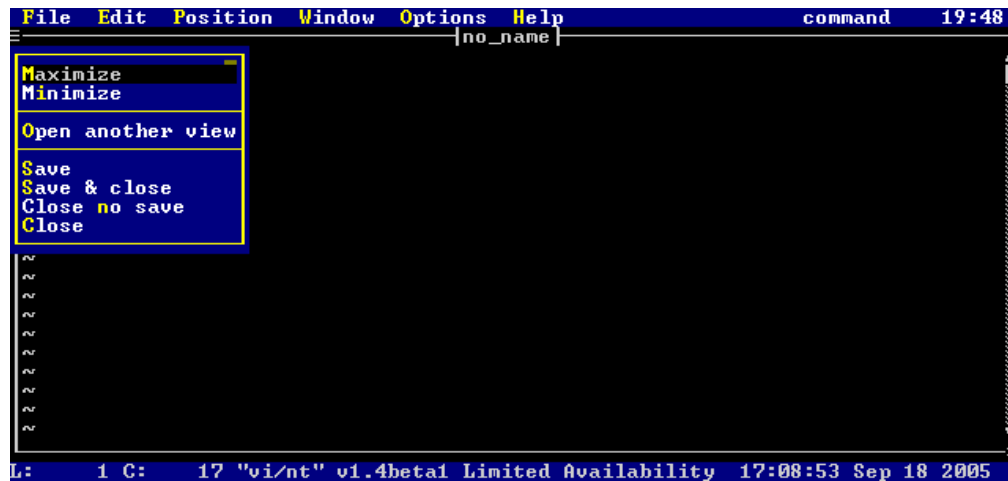 File Edit Position Window Options Help command 19:48
no_name
Maximize
Minimize
Open another view
Save
Save & close
Close no save
Close
~
~
~
~
~
~
~
~
~
~
L: 1 C: 17 "vi/nt" v1.4beta1 Limited Availability 17:08:53 Sep 18 2005